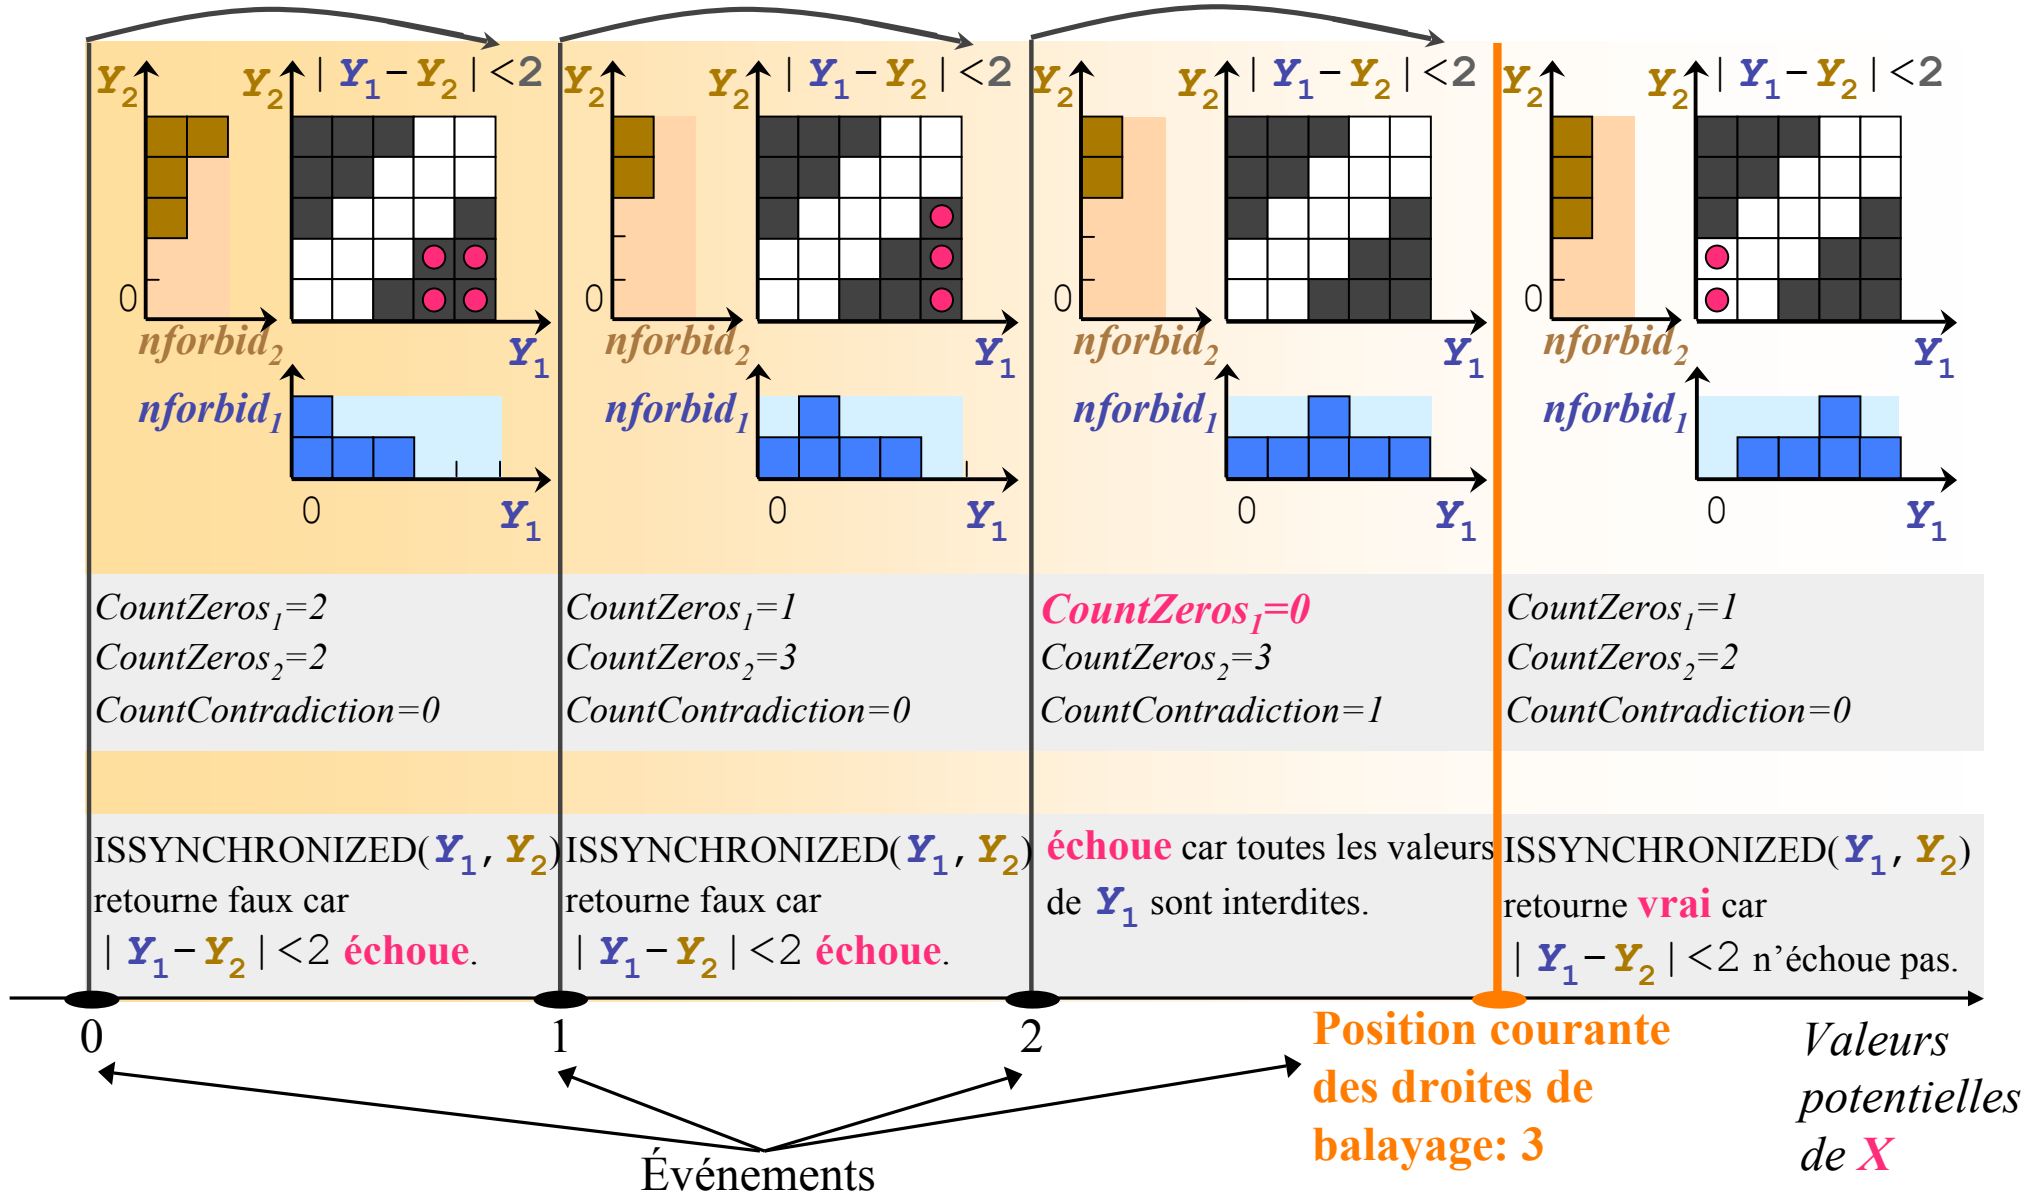 Y2 Y2 | Y1 – Y2 | <2
0
nforbid2
Y1
nforbid1
0
Y1
CountZeros1=2
CountZeros2=2
CountContradiction=0
ISSYNCHRONIZED(Y1, Y2)
retourne faux car
| Y1 – Y2 | <2 échoue.
Y2 Y2 | Y1 – Y2 | <2
0
nforbid2
Y1
nforbid1
0
Y1
CountZeros1=1
CountZeros2=3
CountContradiction=0
ISSYNCHRONIZED(Y1, Y2)
retourne faux car
| Y1 – Y2 | <2 échoue.
Y2 Y2 | Y1 – Y2 | <2
0
nforbid2
Y1
nforbid1
0
Y1
CountZeros1=0
CountZeros2=3
CountContradiction=1
échoue car toutes les valeurs
de Y1 sont interdites.
Y2 Y2 | Y1 – Y2 | <2
0
nforbid2
Y1
nforbid1
0
Y1
CountZeros1=1
CountZeros2=2
CountContradiction=0
ISSYNCHRONIZED(Y1, Y2)
retourne vrai car
| Y1 – Y2 | <2 n'échoue pas.
0 1 2
Position courante
des droites de
balayage: 3
Valeurs
potentielles
de X
Événements